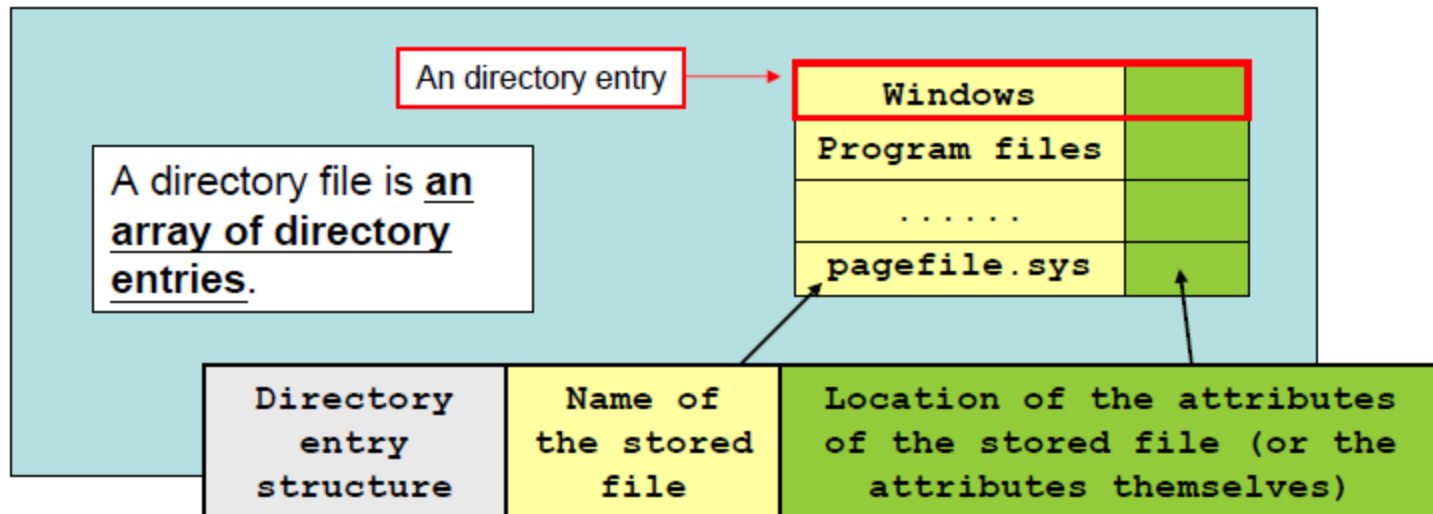 An directory entry
Windows
Program files
......
pagefile.sys
A directory file is an
array of directory
entries.
Directory
entry
structure
Name of
the stored
file
Location of the attributes
of the stored file (or the
attributes themselves)